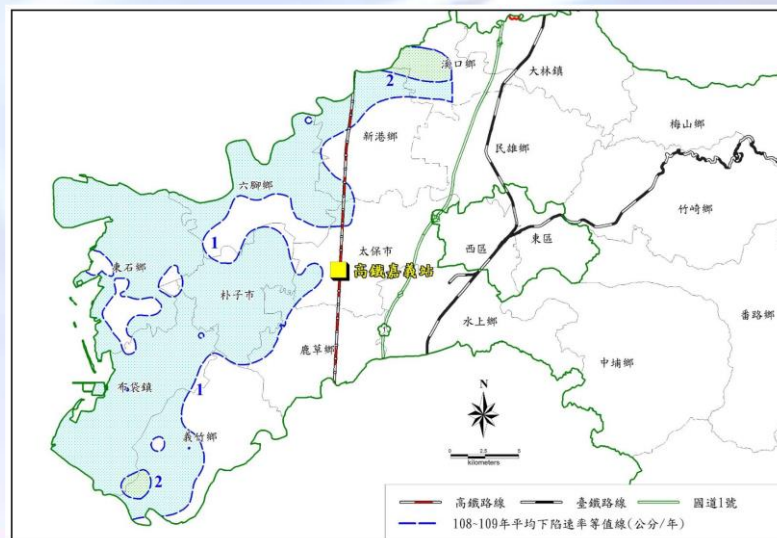 溪口鄉
大林鎮
2
梅山鄉
新港鄉
民雄鄉
六腳鄉
竹崎鄉
1
太保市
西區
東區
東石鄉
高鐵嘉義站
朴子市
番路鄉
水上鄉
鹿草鄉
中埔鄉
布袋鎮
1
N
義竹鄉
0 2.5 5
kilometers
2
高鐵路線 臺鐵路線 國道1號
108~109年平均下陷速率等值線(公分/年)